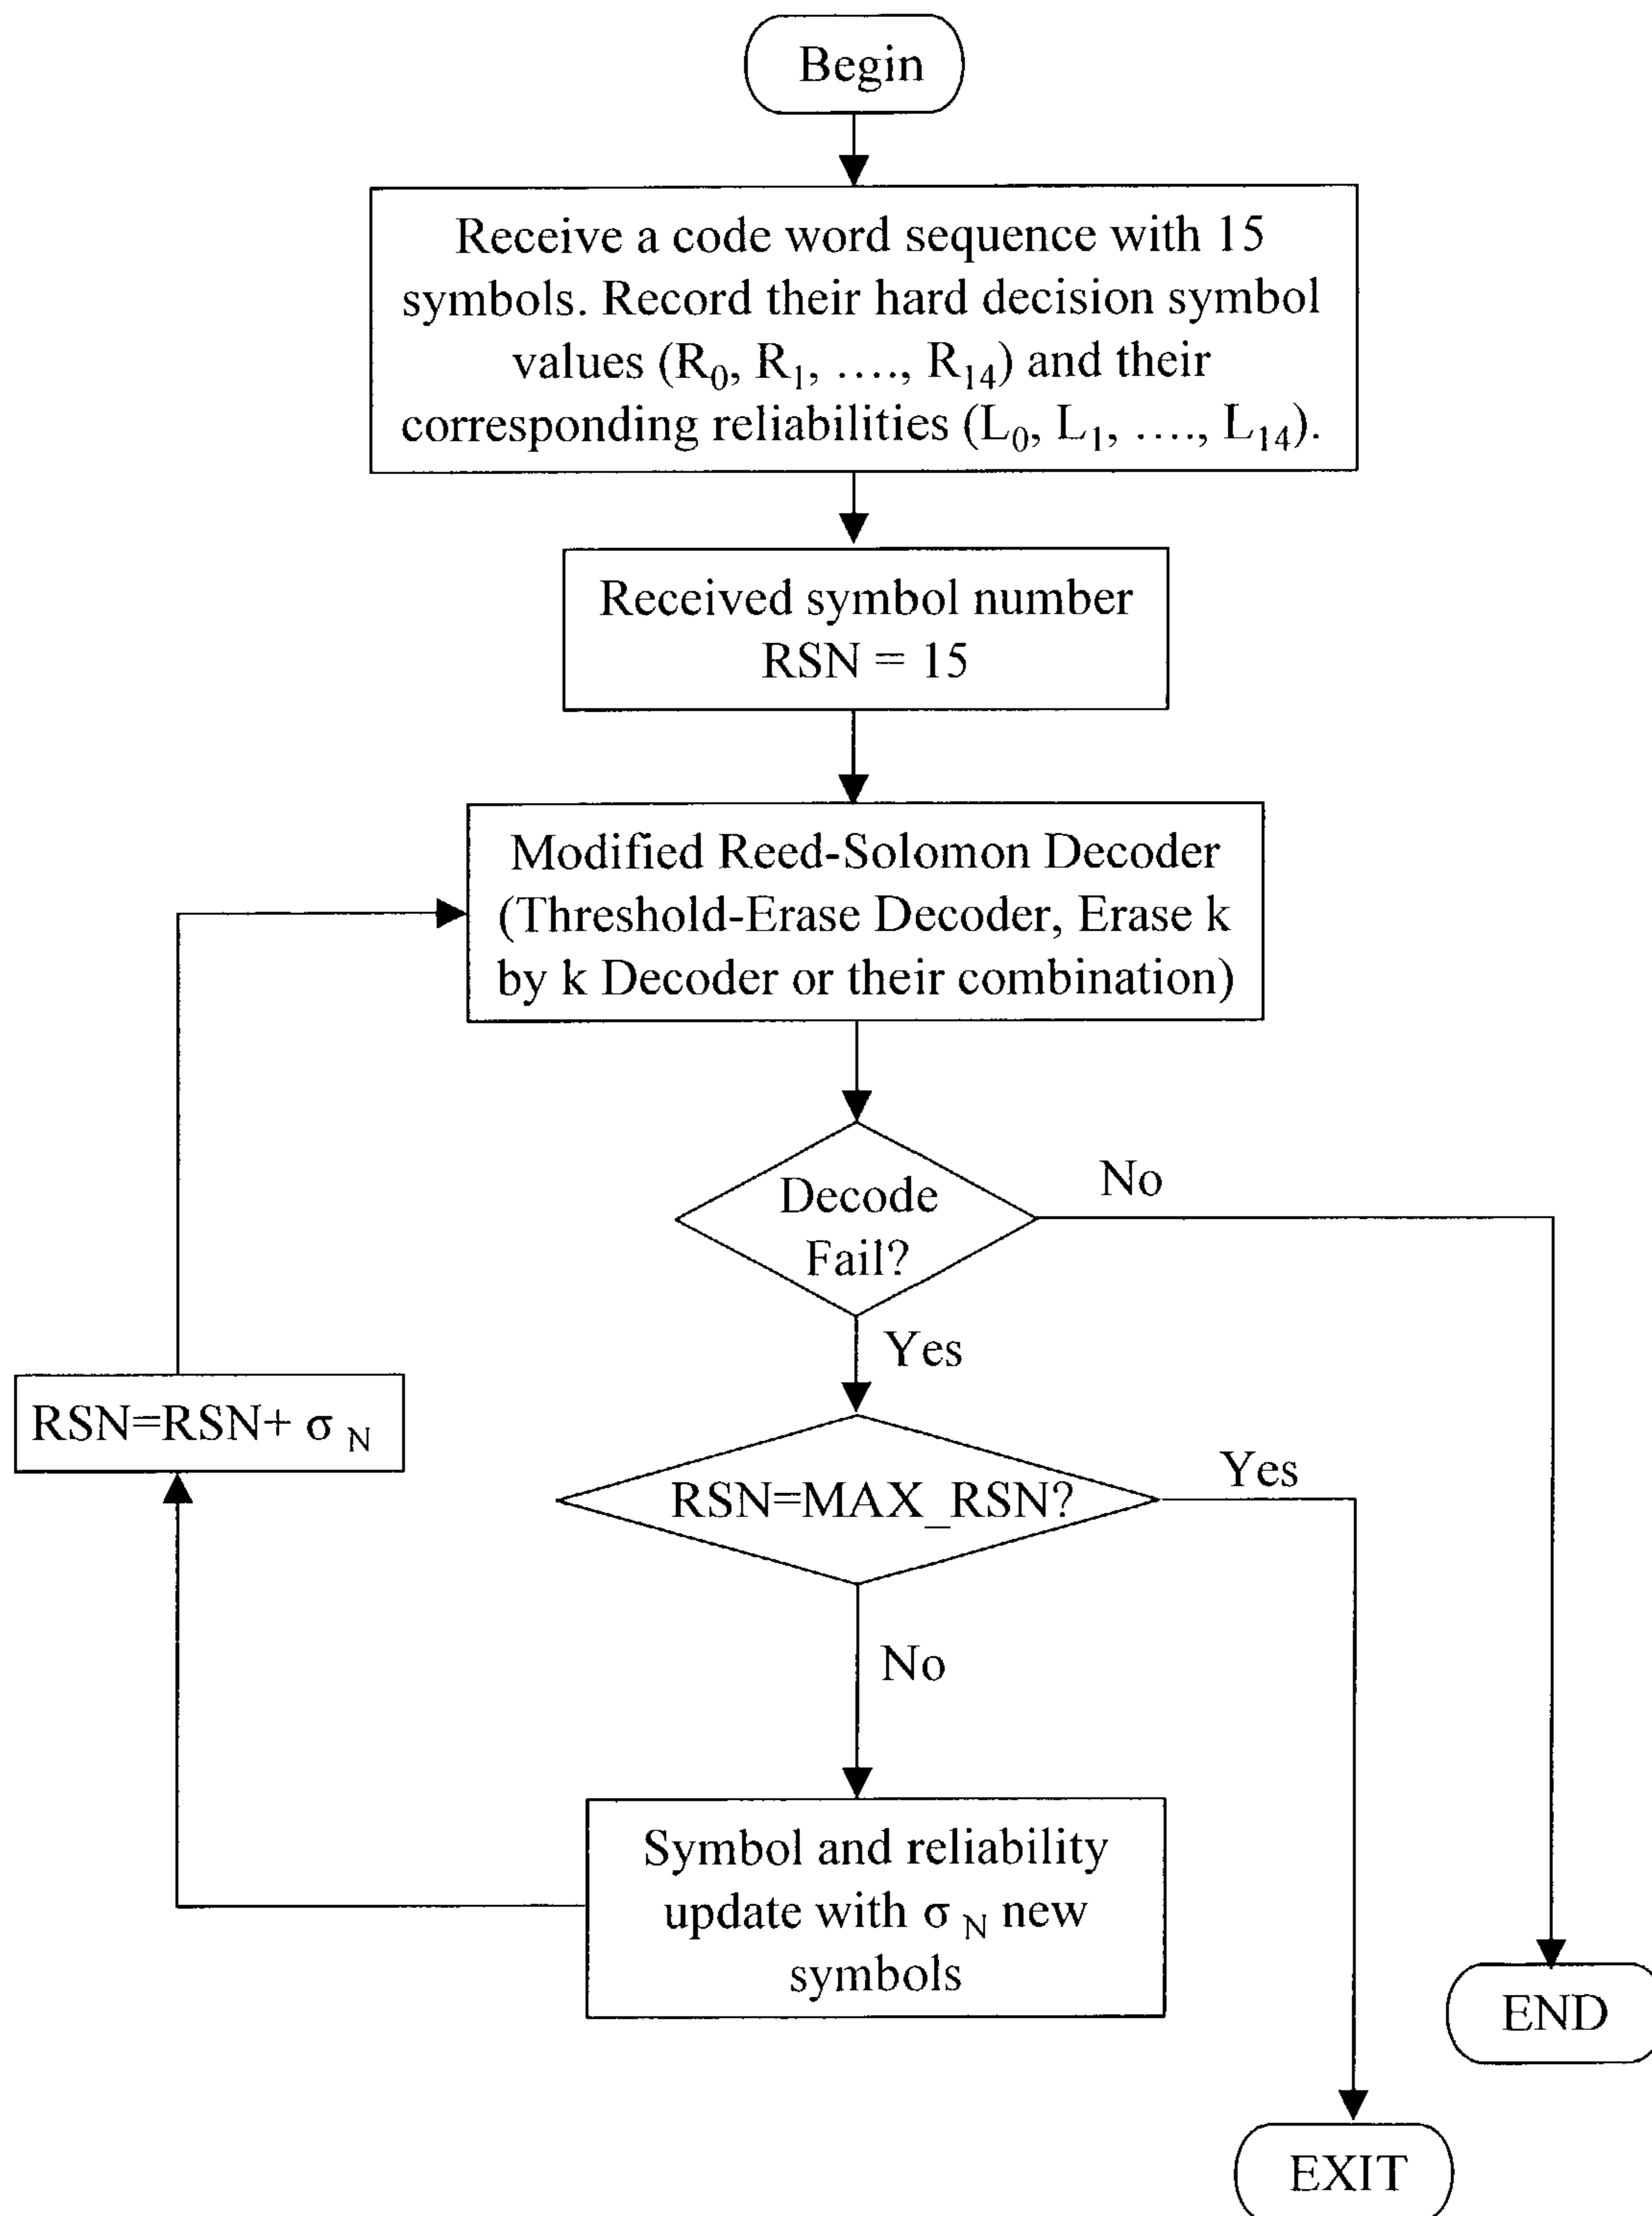 Begin
Receive a code word sequence with 15
symbols. Record their hard decision symbol
values (R₀, R₁, …., R₁₄) and their
corresponding reliabilities (L₀, L₁, …., L₁₄).
Received symbol number
RSN = 15
Modified Reed-Solomon Decoder
(Threshold-Erase Decoder, Erase k
by k Decoder or their combination)
Decode
Fail?
No
Yes
RSN=RSN+ σ N
RSN=MAX_RSN?
Yes
No
Symbol and reliability
update with σ N new
symbols
END
EXIT